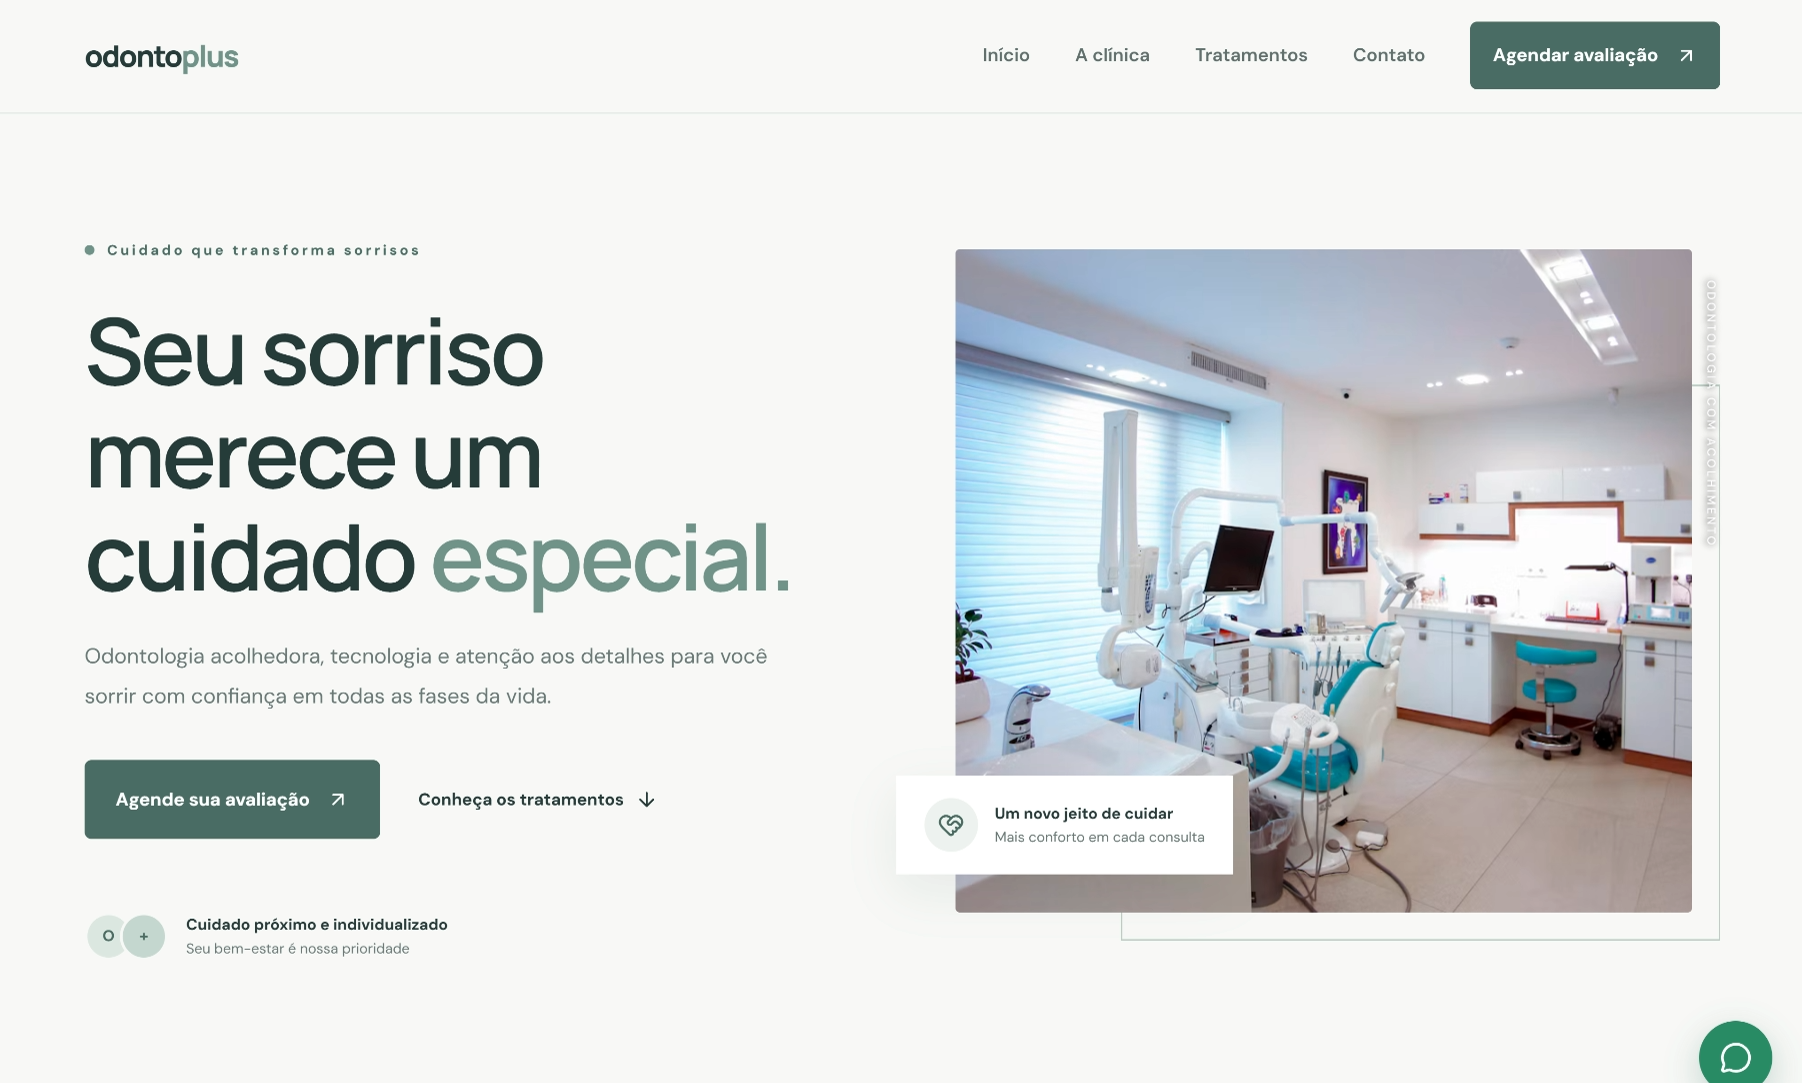 odontoplus
Início
A clínica
Tratamentos
Contato
Agendar avaliação
Cuidado que transforma sorrisos
Seu sorriso
merece um
cuidado especial.
Odontologia acolhedora, tecnologia e atenção aos detalhes para você
sorrir com confiança em todas as fases da vida.
Agende sua avaliação
Conheça os tratamentos
O +
Cuidado próximo e individualizado
Seu bem-estar é nossa prioridade
ODONTOLOGIA COM ACOLHIMENTO
Um novo jeito de cuidar
Mais conforto em cada consulta